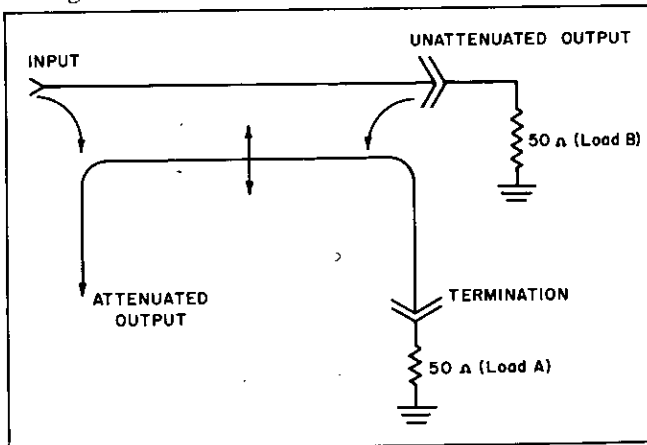 UNATTENUATED OUTPUT
INPUT
50 Ω (Load B)
ATTENUATED
OUTPUT
TERMINATION
50 Ω (Load A)